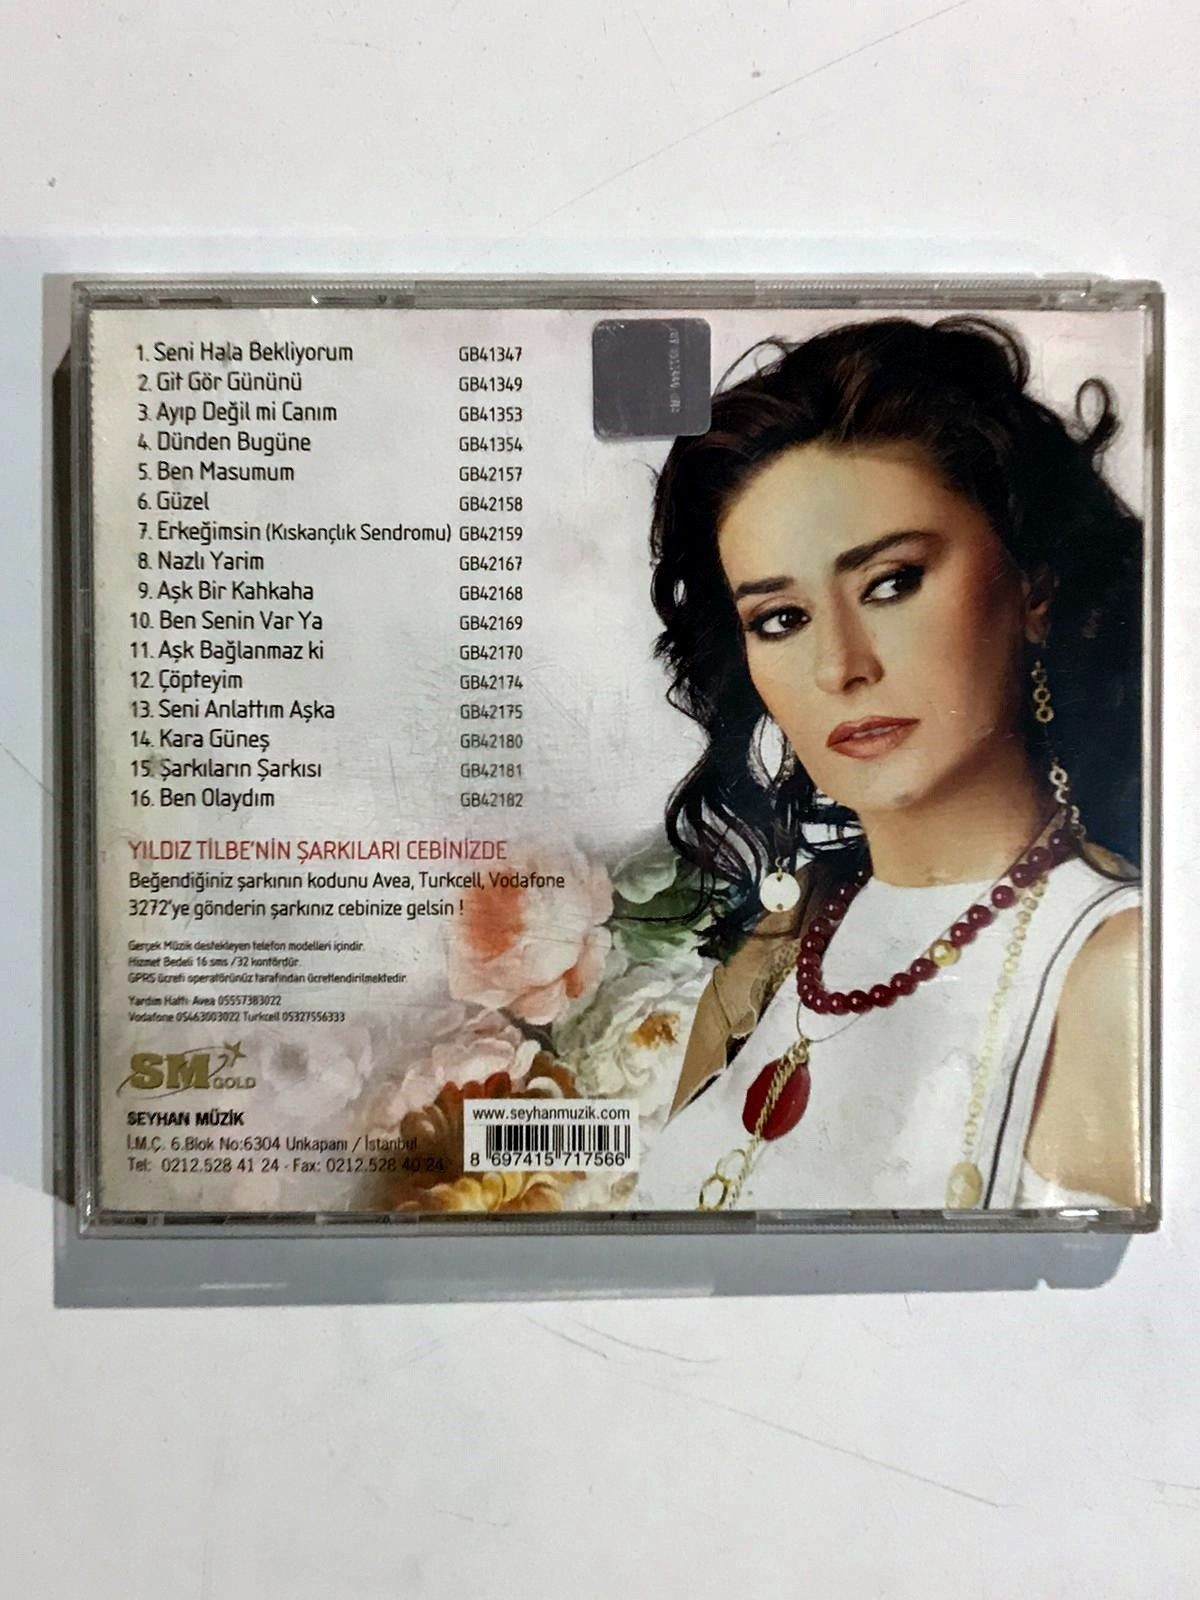 1. Seni Hala Bekliyorum GB41347
2. Git Gör Gününü GB41349
3. Ayıp Değil mi Canım GB41353
4. Dünden Bugüne GB41354
5. Ben Masumum GB42157
6. Güzel GB42158
7. Erkeğimsin (Kıskançlık Sendromu) GB42159
8. Nazlı Yarim GB42167
9. Aşk Bir Kahkaha GB42168
10. Ben Senin Var Ya GB42169
11. Aşk Bağlanmaz ki GB42170
12. Çöpteyim GB42174
13. Seni Anlattım Aşka GB42175
14. Kara Güneş GB42180
15. Şarkıların Şarkısı GB42181
16. Ben Olaydım GB42182
YILDIZ TİLBE'NİN ŞARKILARI CEBİNİZDE
Beğendiğiniz şarkının kodunu Avea, Turkcell, Vodafone
3272'ye gönderin şarkınız cebinize gelsin !
Gerçek Müzik destekleyen telefon modelleri içindir.
Hizmet Bedeli 16 sms /32 kontördür.
GPRS ücreti operatörünüz tarafından ücretlendirilmektedir.
Yardım Hattı Avea 05557383022
Vodafone 05463003022 Turkcell 05327556333
SM GOLD
SEYHAN MÜZİK
İ.M.Ç. 6.Blok No:6304 Unkapanı / İstanbul
Tel: 0212.528 41 24 - Fax: 0212.528 40 24
www.seyhanmuzik.com
8 697415 717566